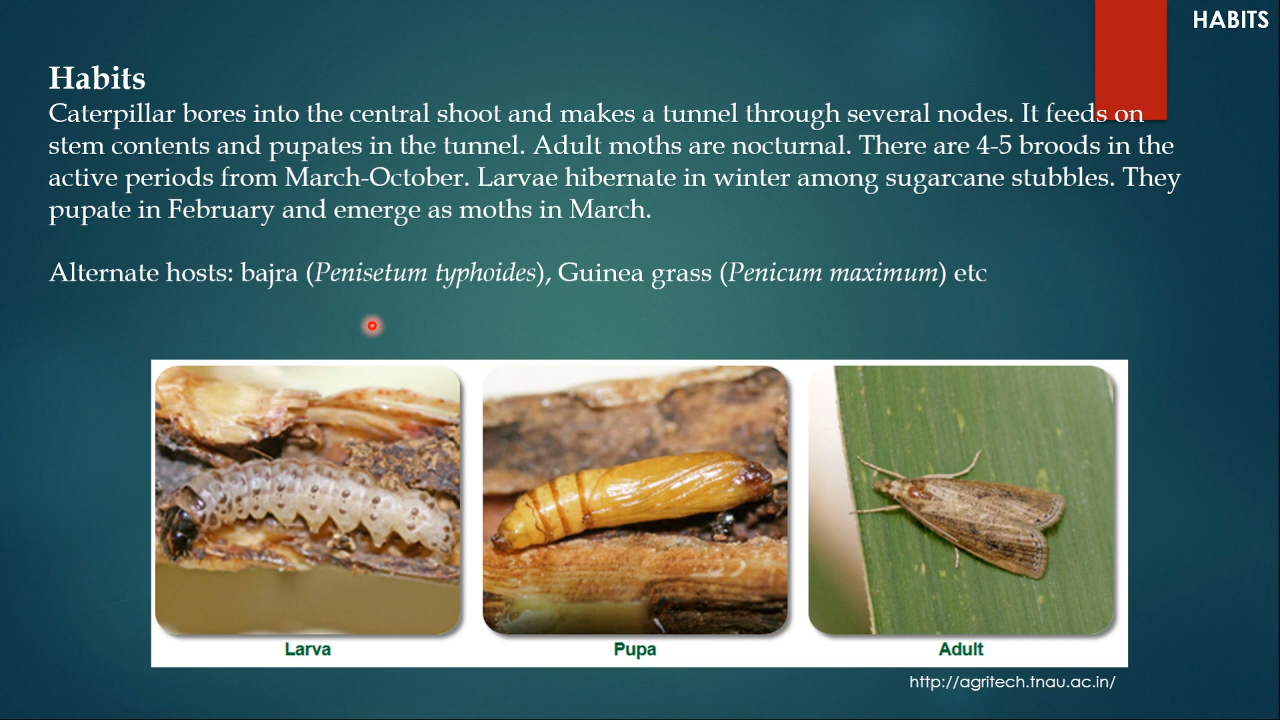 HABITS
Habits
Caterpillar bores into the central shoot and makes a tunnel through several nodes. It feeds on
stem contents and pupates in the tunnel. Adult moths are nocturnal. There are 4-5 broods in the
active periods from March-October. Larvae hibernate in winter among sugarcane stubbles. They
pupate in February and emerge as moths in March.
Alternate hosts: bajra (Penisetum typhoides), Guinea grass (Penicum maximum) etc
Larva
Pupa
Adult
http://agritech.tnau.ac.in/